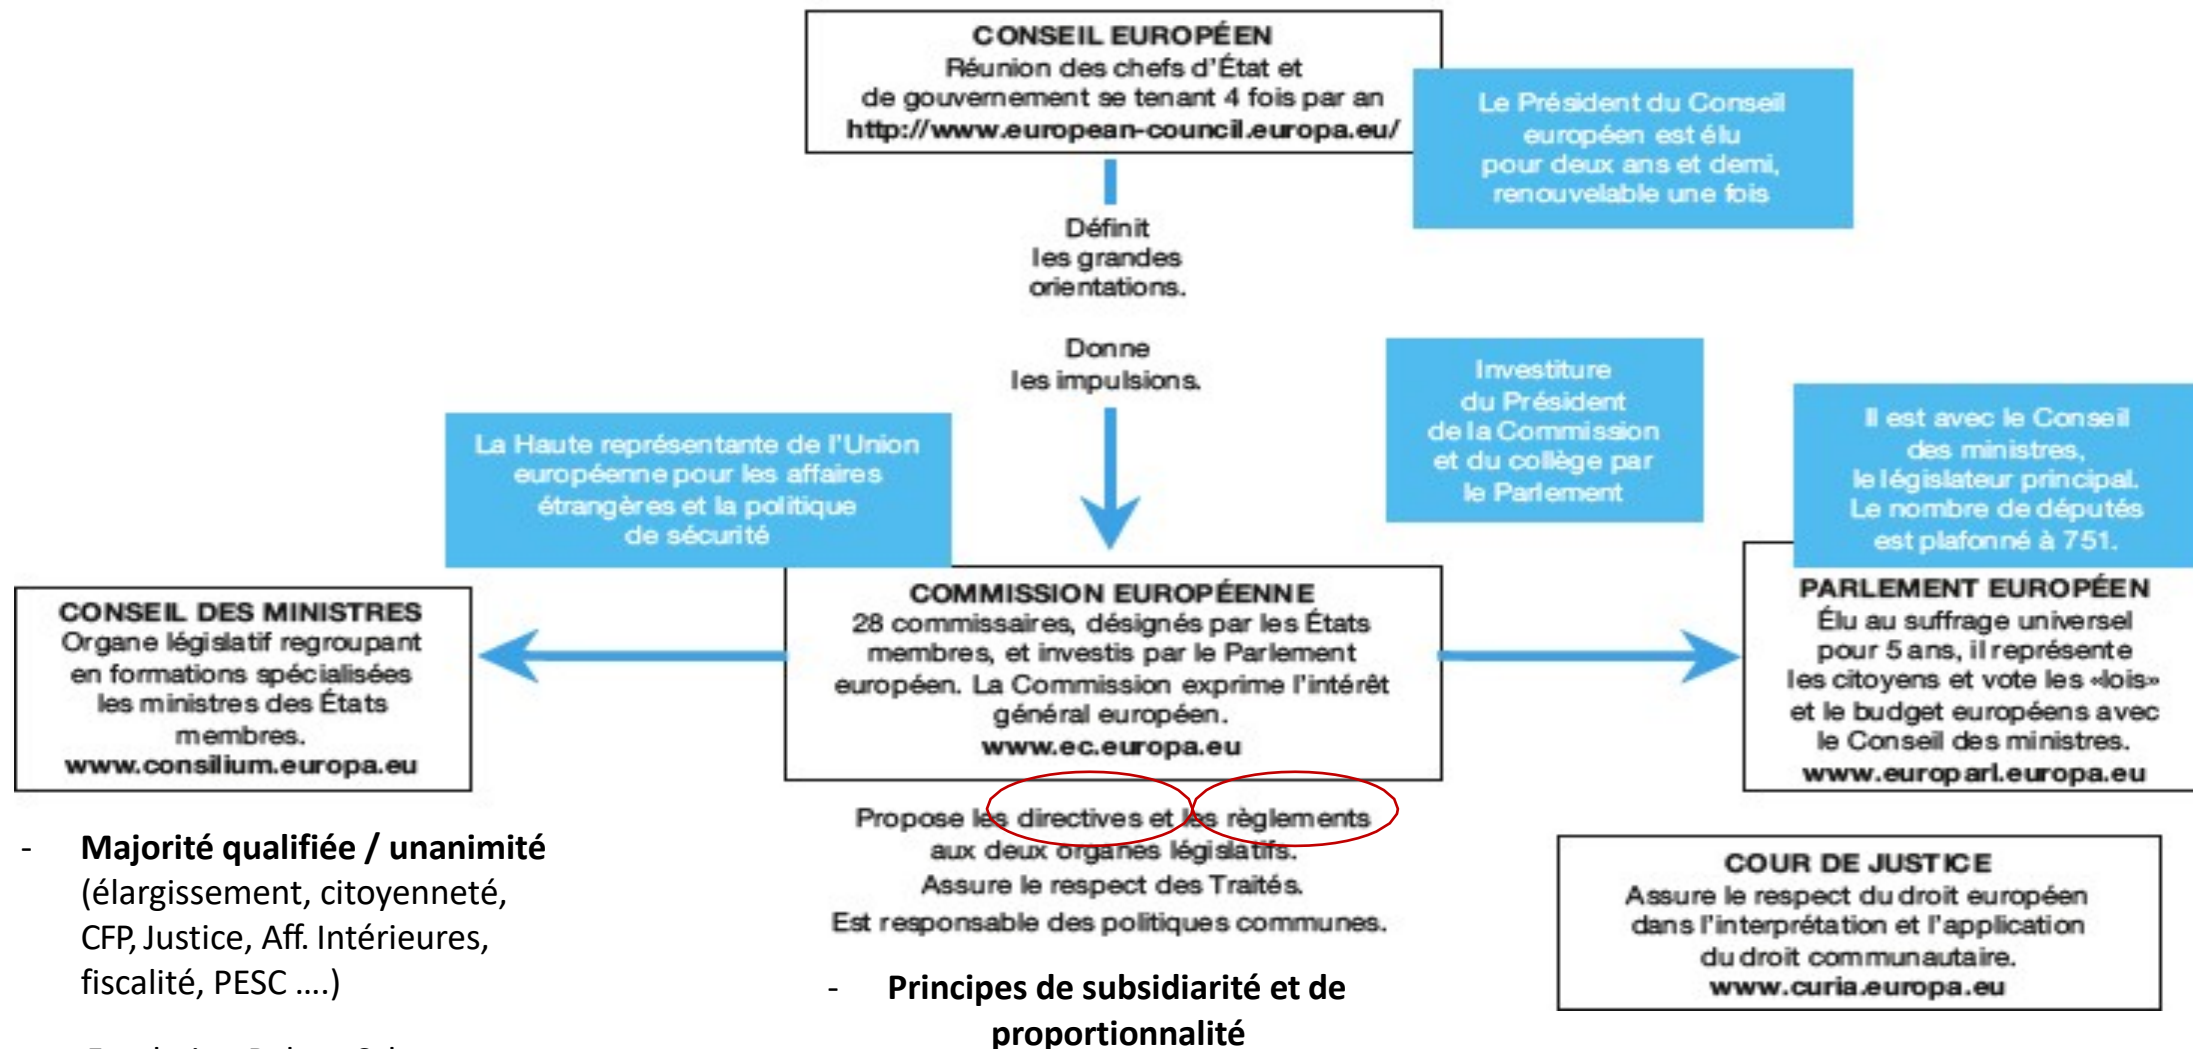 CONSEIL EUROPÉEN
Réunion des chefs d'État et
de gouvernement se tenant 4 fois par an
http://www.european-council.europa.eu/
Le Président du Conseil
européen est élu
pour deux ans et demi,
renouvelable une fois
Définit
les grandes
orientations.
Donne
les impulsions.
Investiture
du Président
de la Commission
et du collège par
le Parlement
Il est avec le Conseil
des ministres,
le législateur principal.
Le nombre de députés
est plafonné à 751.
La Haute représentante de l'Union
européenne pour les affaires
étrangères et la politique
de sécurité
CONSEIL DES MINISTRES
Organe législatif regroupant
en formations spécialisées
les ministres des États
membres.
www.consilium.europa.eu
COMMISSION EUROPÉENNE
28 commissaires, désignés par les États
membres, et investis par le Parlement
européen. La Commission exprime l'intérêt
général européen.
www.ec.europa.eu
PARLEMENT EUROPÉEN
Élu au suffrage universel
pour 5 ans, il représente
les citoyens et vote les «lois»
et le budget européens avec
le Conseil des ministres.
www.europarl.europa.eu
Propose les directives et les règlements
aux deux organes législatifs.
Assure le respect des Traités.
Est responsable des politiques communes.
- Majorité qualifiée / unanimité
(élargissement, citoyenneté,
CFP, Justice, Aff. Intérieures,
fiscalité, PESC ....)
- Principes de subsidiarité et de
proportionnalité
COUR DE JUSTICE
Assure le respect du droit européen
dans l'interprétation et l'application
du droit communautaire.
www.curia.europa.eu